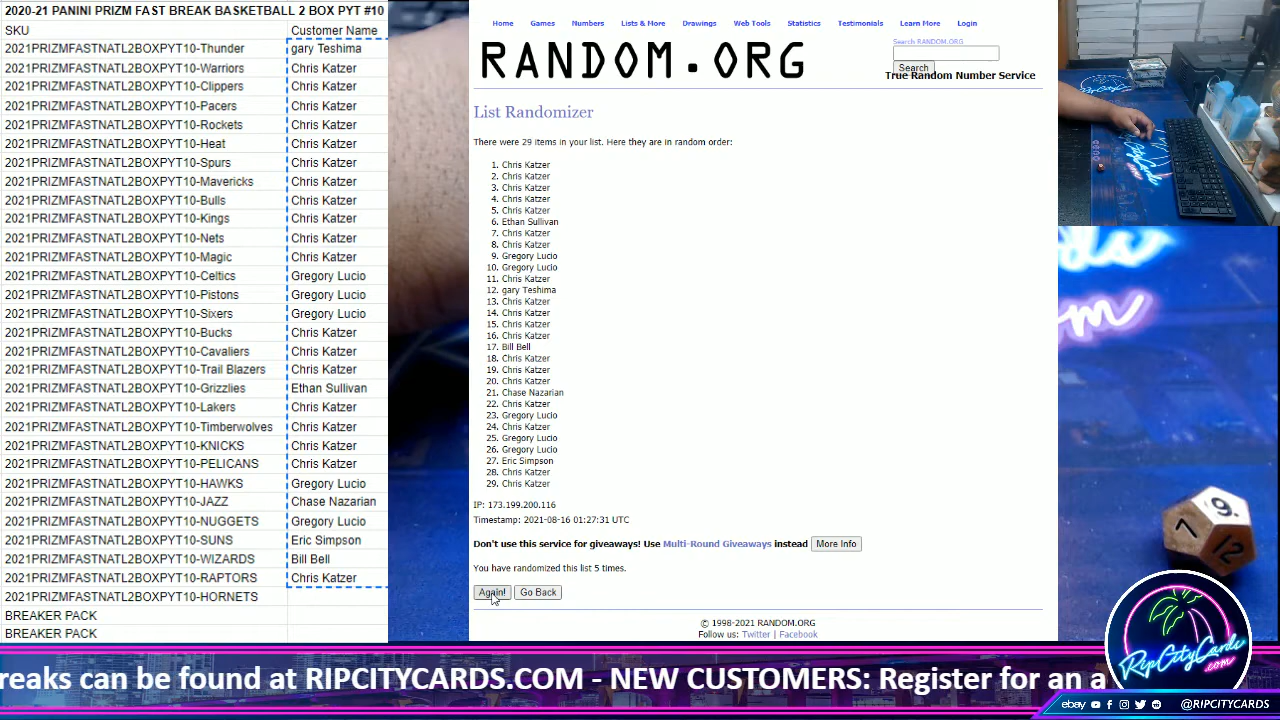 2020-21 PANINI PRIZM FAST BREAK BASKETBALL 2 BOX PYT #10
SKU Customer Name
2021PRIZMFASTNATL2BOXPYT10-Thunder gary Teshima
2021PRIZMFASTNATL2BOXPYT10-Warriors Chris Katzer
2021PRIZMFASTNATL2BOXPYT10-Clippers Chris Katzer
2021PRIZMFASTNATL2BOXPYT10-Pacers Chris Katzer
2021PRIZMFASTNATL2BOXPYT10-Rockets Chris Katzer
2021PRIZMFASTNATL2BOXPYT10-Heat Chris Katzer
2021PRIZMFASTNATL2BOXPYT10-Spurs Chris Katzer
2021PRIZMFASTNATL2BOXPYT10-Mavericks Chris Katzer
2021PRIZMFASTNATL2BOXPYT10-Bulls Chris Katzer
2021PRIZMFASTNATL2BOXPYT10-Kings Chris Katzer
2021PRIZMFASTNATL2BOXPYT10-Nets Chris Katzer
2021PRIZMFASTNATL2BOXPYT10-Magic Chris Katzer
2021PRIZMFASTNATL2BOXPYT10-Celtics Gregory Lucio
2021PRIZMFASTNATL2BOXPYT10-Pistons Gregory Lucio
2021PRIZMFASTNATL2BOXPYT10-Sixers Gregory Lucio
2021PRIZMFASTNATL2BOXPYT10-Bucks Chris Katzer
2021PRIZMFASTNATL2BOXPYT10-Cavaliers Chris Katzer
2021PRIZMFASTNATL2BOXPYT10-Trail Blazers Chris Katzer
2021PRIZMFASTNATL2BOXPYT10-Grizzlies Ethan Sullivan
2021PRIZMFASTNATL2BOXPYT10-Lakers Chris Katzer
2021PRIZMFASTNATL2BOXPYT10-Timberwolves Chris Katzer
2021PRIZMFASTNATL2BOXPYT10-KNICKS Chris Katzer
2021PRIZMFASTNATL2BOXPYT10-PELICANS Chris Katzer
2021PRIZMFASTNATL2BOXPYT10-HAWKS Gregory Lucio
2021PRIZMFASTNATL2BOXPYT10-JAZZ Chase Nazarian
2021PRIZMFASTNATL2BOXPYT10-NUGGETS Gregory Lucio
2021PRIZMFASTNATL2BOXPYT10-SUNS Eric Simpson
2021PRIZMFASTNATL2BOXPYT10-WIZARDS Bill Bell
2021PRIZMFASTNATL2BOXPYT10-RAPTORS Chris Katzer
2021PRIZMFASTNATL2BOXPYT10-HORNETS
BREAKER PACK
BREAKER PACK
Home Games Numbers Lists & More Drawings Web Tools Statistics Testimonials Learn More Login
RANDOM.ORG
Search RANDOM.ORG
Search
True Random Number Service
List Randomizer
There were 29 items in your list. Here they are in random order:
1. Chris Katzer
2. Chris Katzer
3. Chris Katzer
4. Chris Katzer
5. Chris Katzer
6. Ethan Sullivan
7. Chris Katzer
8. Chris Katzer
9. Gregory Lucio
10. Gregory Lucio
11. Chris Katzer
12. gary Teshima
13. Chris Katzer
14. Chris Katzer
15. Chris Katzer
16. Chris Katzer
17. Bill Bell
18. Chris Katzer
19. Chris Katzer
20. Chris Katzer
21. Chase Nazarian
22. Chris Katzer
23. Gregory Lucio
24. Chris Katzer
25. Gregory Lucio
26. Gregory Lucio
27. Eric Simpson
28. Chris Katzer
29. Chris Katzer
IP: 173.199.200.116
Timestamp: 2021-08-16 01:27:31 UTC
Don't use this service for giveaways! Use Multi-Round Giveaways instead More Info
You have randomized this list 5 times.
Again! Go Back
© 1998-2021 RANDOM.ORG
Follow us: Twitter | Facebook
9.
7
12
reaks can be found at RIPCITYCARDS.COM - NEW CUSTOMERS: Register for an a
RipCityCards
.com
ebay @RIPCITYCARDS